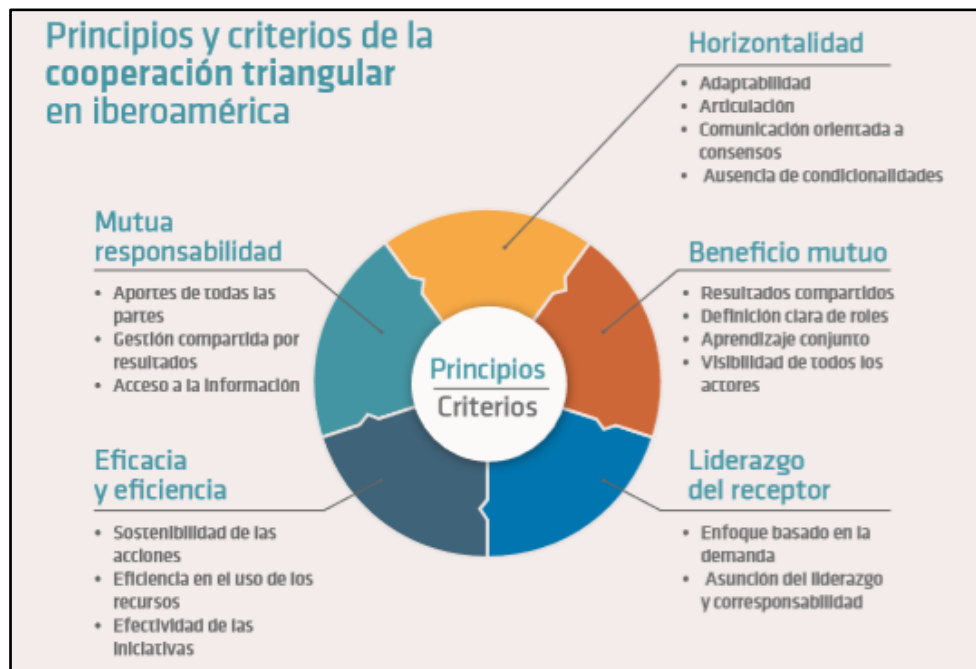 Principios y criterios de la
cooperación triangular
en iberoamérica
Horizontalidad
• Adaptabilidad
• Articulación
• Comunicación orientada a
consensos
• Ausencia de condicionalidades
Mutua
responsabilidad
• Aportes de todas las
partes
• Gestión compartida por
resultados
• Acceso a la información
Beneficio mutuo
• Resultados compartidos
• Definición clara de roles
• Aprendizaje conjunto
• Visibilidad de todos los
actores
Principios
Criterios
Eficacia
y eficiencia
• Sostenibilidad de las
acciones
• Eficiencia en el uso de los
recursos
• Efectividad de las
iniciativas
Liderazgo
del receptor
• Enfoque basado en la
demanda
• Asunción del liderazgo
y corresponsabilidad